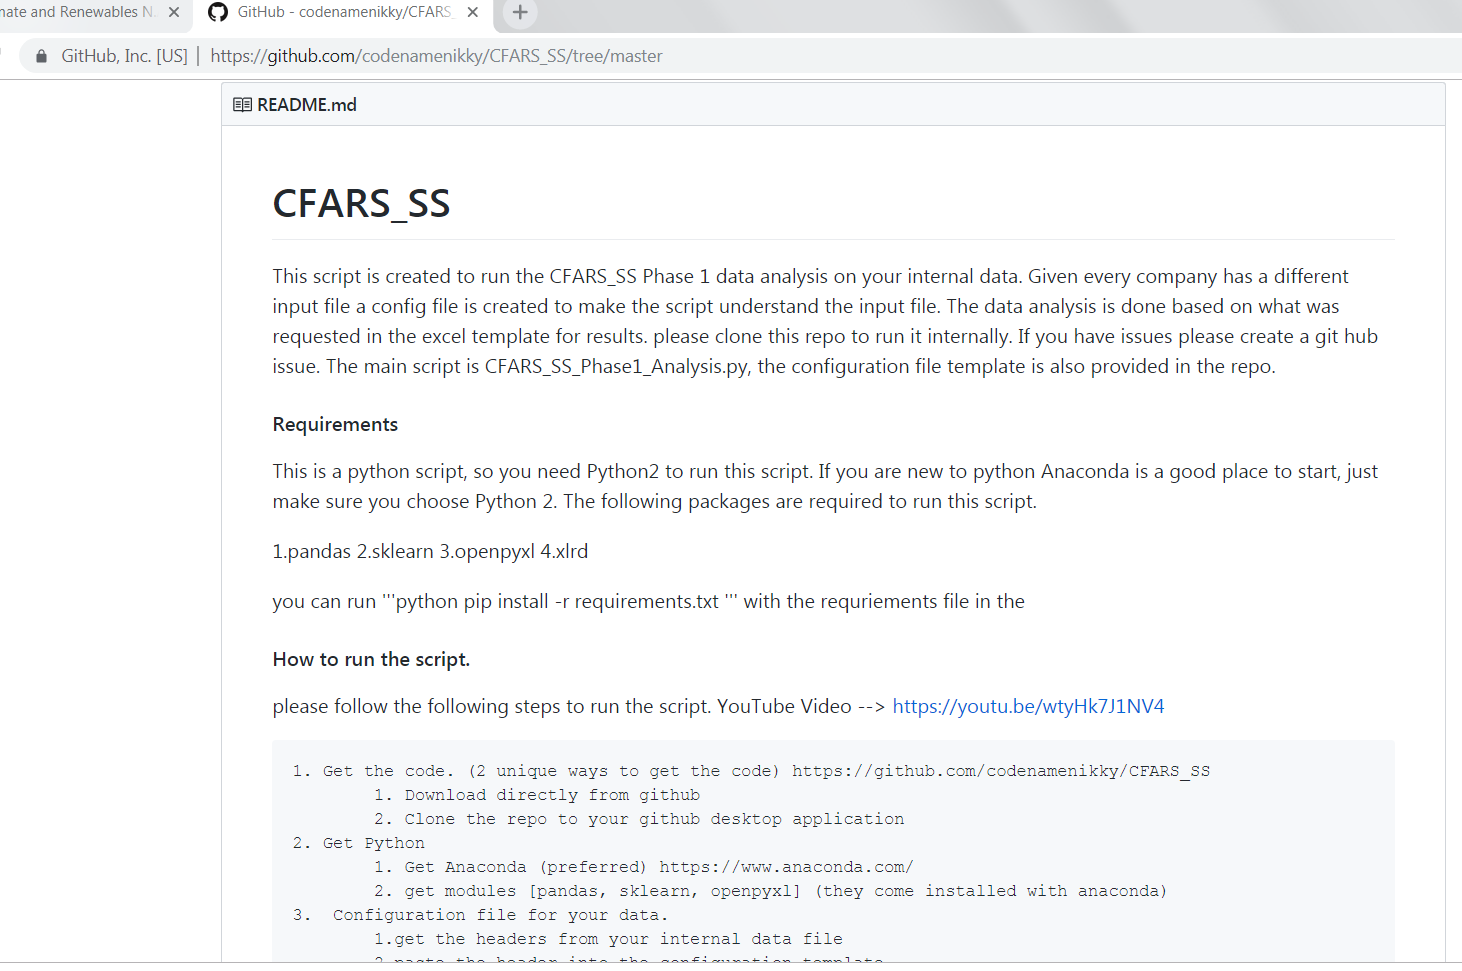 mate and Renewables N
GitHub - codenamenikky/CFARS_
GitHub, Inc. [US] | https://github.com/codenamenikky/CFARS_SS/tree/master
README.md
CFARS_SS
This script is created to run the CFARS_SS Phase 1 data analysis on your internal data. Given every company has a different
input file a config file is created to make the script understand the input file. The data analysis is done based on what was
requested in the excel template for results. please clone this repo to run it internally. If you have issues please create a git hub
issue. The main script is CFARS_SS_Phase1_Analysis.py, the configuration file template is also provided in the repo.
Requirements
This is a python script, so you need Python2 to run this script. If you are new to python Anaconda is a good place to start, just
make sure you choose Python 2. The following packages are required to run this script.
1.pandas 2.sklearn 3.openpyxl 4.xlrd
you can run '''python pip install -r requirements.txt ''' with the requriements file in the
How to run the script.
please follow the following steps to run the script. YouTube Video --> https://youtu.be/wtyHk7J1NV4
1. Get the code. (2 unique ways to get the code) https://github.com/codenamenikky/CFARS_SS
1. Download directly from github
2. Clone the repo to your github desktop application
2. Get Python
1. Get Anaconda (preferred) https://www.anaconda.com/
2. get modules [pandas, sklearn, openpyxl] (they come installed with anaconda)
3. Configuration file for your data.
1.get the headers from your internal data file
2.paste the header into the configuration template